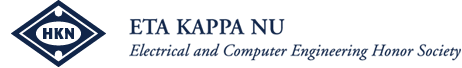 HKN
ETA KAPPA NU
Electrical and Computer Engineering Honor Society